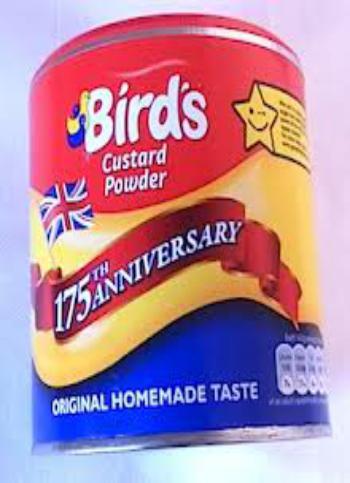 Bird's
Custard
Powder
175TH ANNIVERSARY
ORIGINAL HOMEMADE TASTE